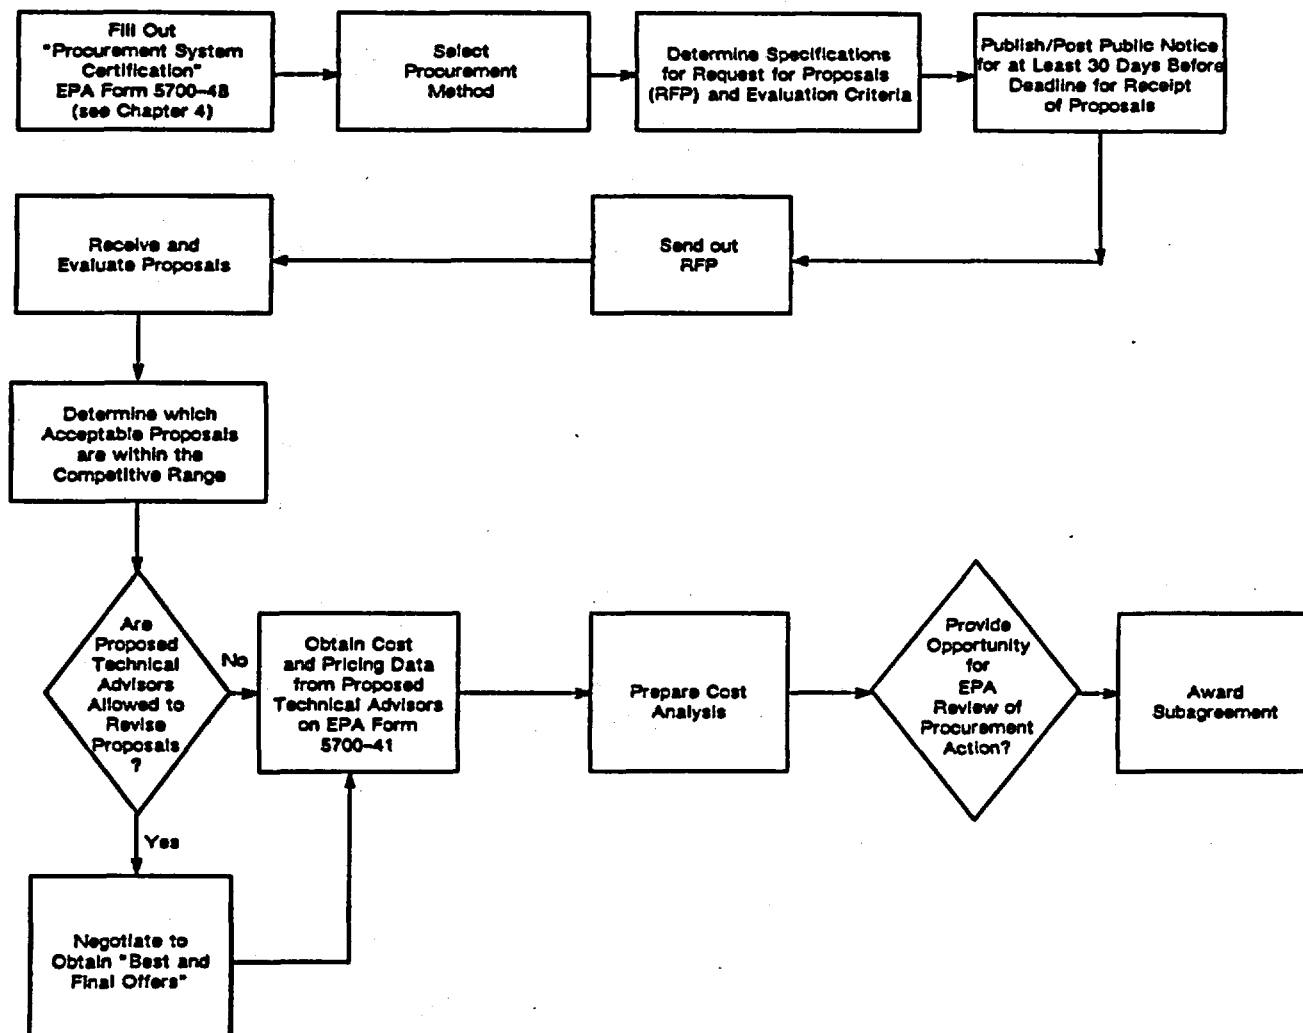 Fill Out
"Procurement System
Certification"
EPA Form 5700-48
(see Chapter 4)
Select
Procurement
Method
Determine Specifications
for Request for Proposals
(RFP) and Evaluation Criteria
Publish/Post Public Notice
for at Least 30 Days Before
Deadline for Receipt
of Proposals
Send out
RFP
Receive and
Evaluate Proposals
Determine which
Acceptable Proposals
are within the
Competitive Range
Are
Proposed
Technical
Advisors
Allowed to
Revise
Proposals
?
No
Yes
Negotiate to
Obtain "Best and
Final Offers"
Obtain Cost
and Pricing Data
from Proposed
Technical Advisors
on EPA Form
5700-41
Prepare Cost
Analysis
Provide
Opportunity
for
EPA
Review of
Procurement
Action?
Award
Subagreement